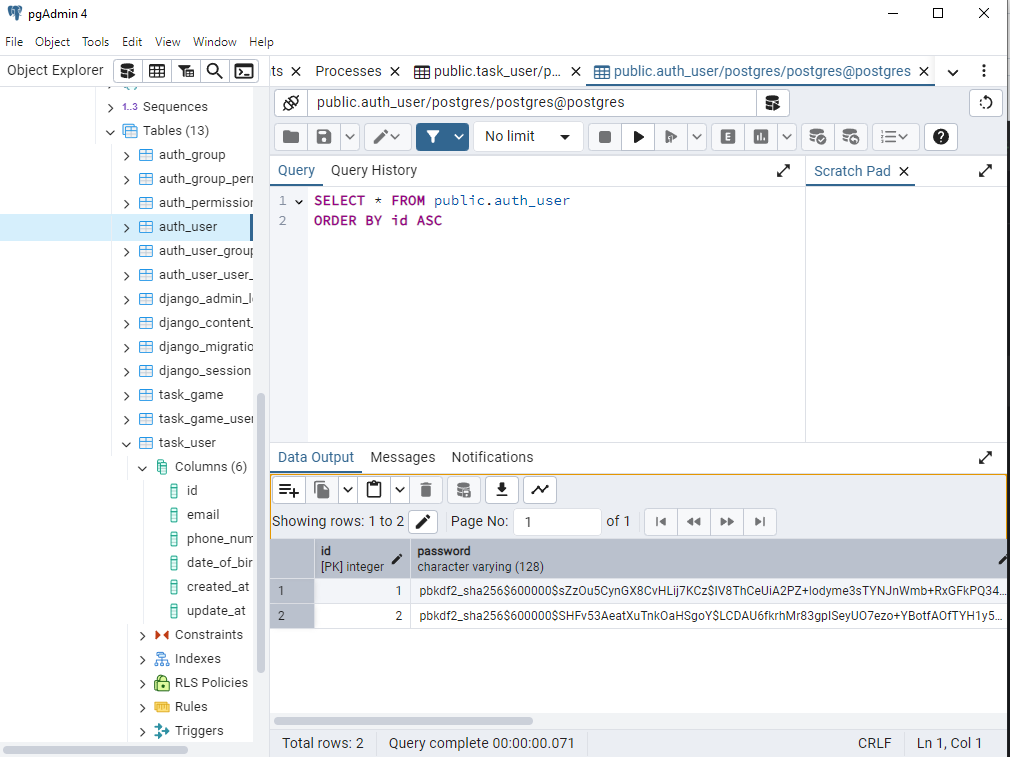 pgAdmin 4
File Object Tools Edit View Window Help
Object Explorer
ts Processes public.task_user/p... public.auth_user/postgres/postgres@postgres
public.auth_user/postgres/postgres@postgres
No limit
E
Query Query History
Scratch Pad
1 SELECT * FROM public.auth_user
2 ORDER BY id ASC
1..3 Sequences
Tables (13)
auth_group
auth_group_peri
auth_permission
auth_user
auth_user_group
auth_user_user_
django_admin_l
django_content_
django_migratio
django_session
task_game
task_game_user
task_user
Columns (6)
id
email
phone_num
date_of_bir
created_at
update_at
Constraints
Indexes
RLS Policies
Rules
Triggers
Data Output Messages Notifications
Showing rows: 1 to 2 Page No: 1 of 1
id
[PK] integer
password
character varying (128)
1 1 pbkdf2_sha256$600000$sZzOu5CynGX8CvHLij7KCz$IV8ThCeUiA2PZ+lodyme3sTYNJnWmb+RxGFkPQ34...
2 2 pbkdf2_sha256$600000$SHFv53AeatXuTnkOaHSgoY$LCDAU6fkrhMr83gpISeyUO7ezo+YBotfAOfTYH1y5...
Total rows: 2 Query complete 00:00:00.071 CRLF Ln 1, Col 1